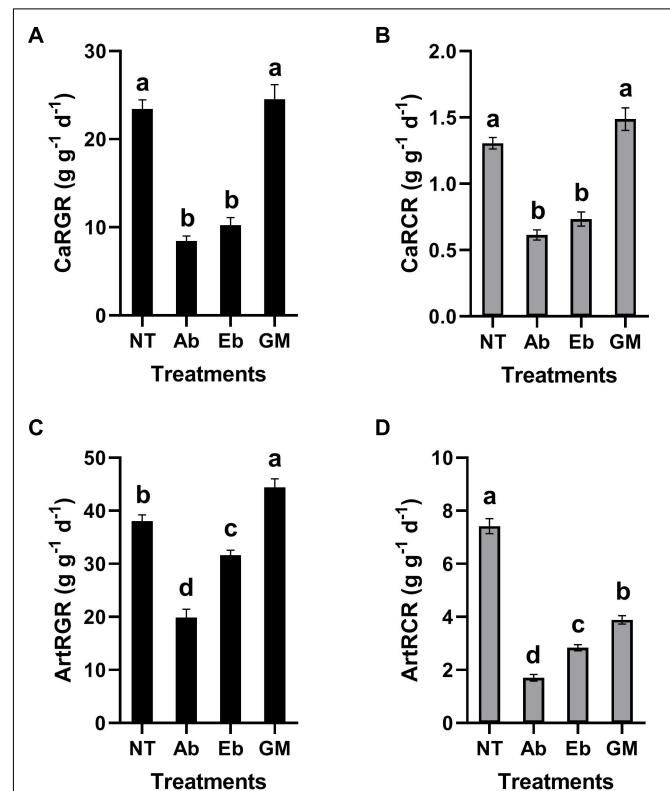 A
CaRGR (g g⁻¹ d⁻¹)
30
20
10
0
a
b
b
a
NT Ab Eb GM
Treatments
B
CaRCR (g g⁻¹ d⁻¹)
2.0
1.5
1.0
0.5
0.0
a
b
b
a
NT Ab Eb GM
Treatments
C
ArtRGR (g g⁻¹ d⁻¹)
50
40
30
20
10
0
b
d
c
a
NT Ab Eb GM
Treatments
D
ArtRCR (g g⁻¹ d⁻¹)
10
8
6
4
2
0
a
d
c
b
NT Ab Eb GM
Treatments